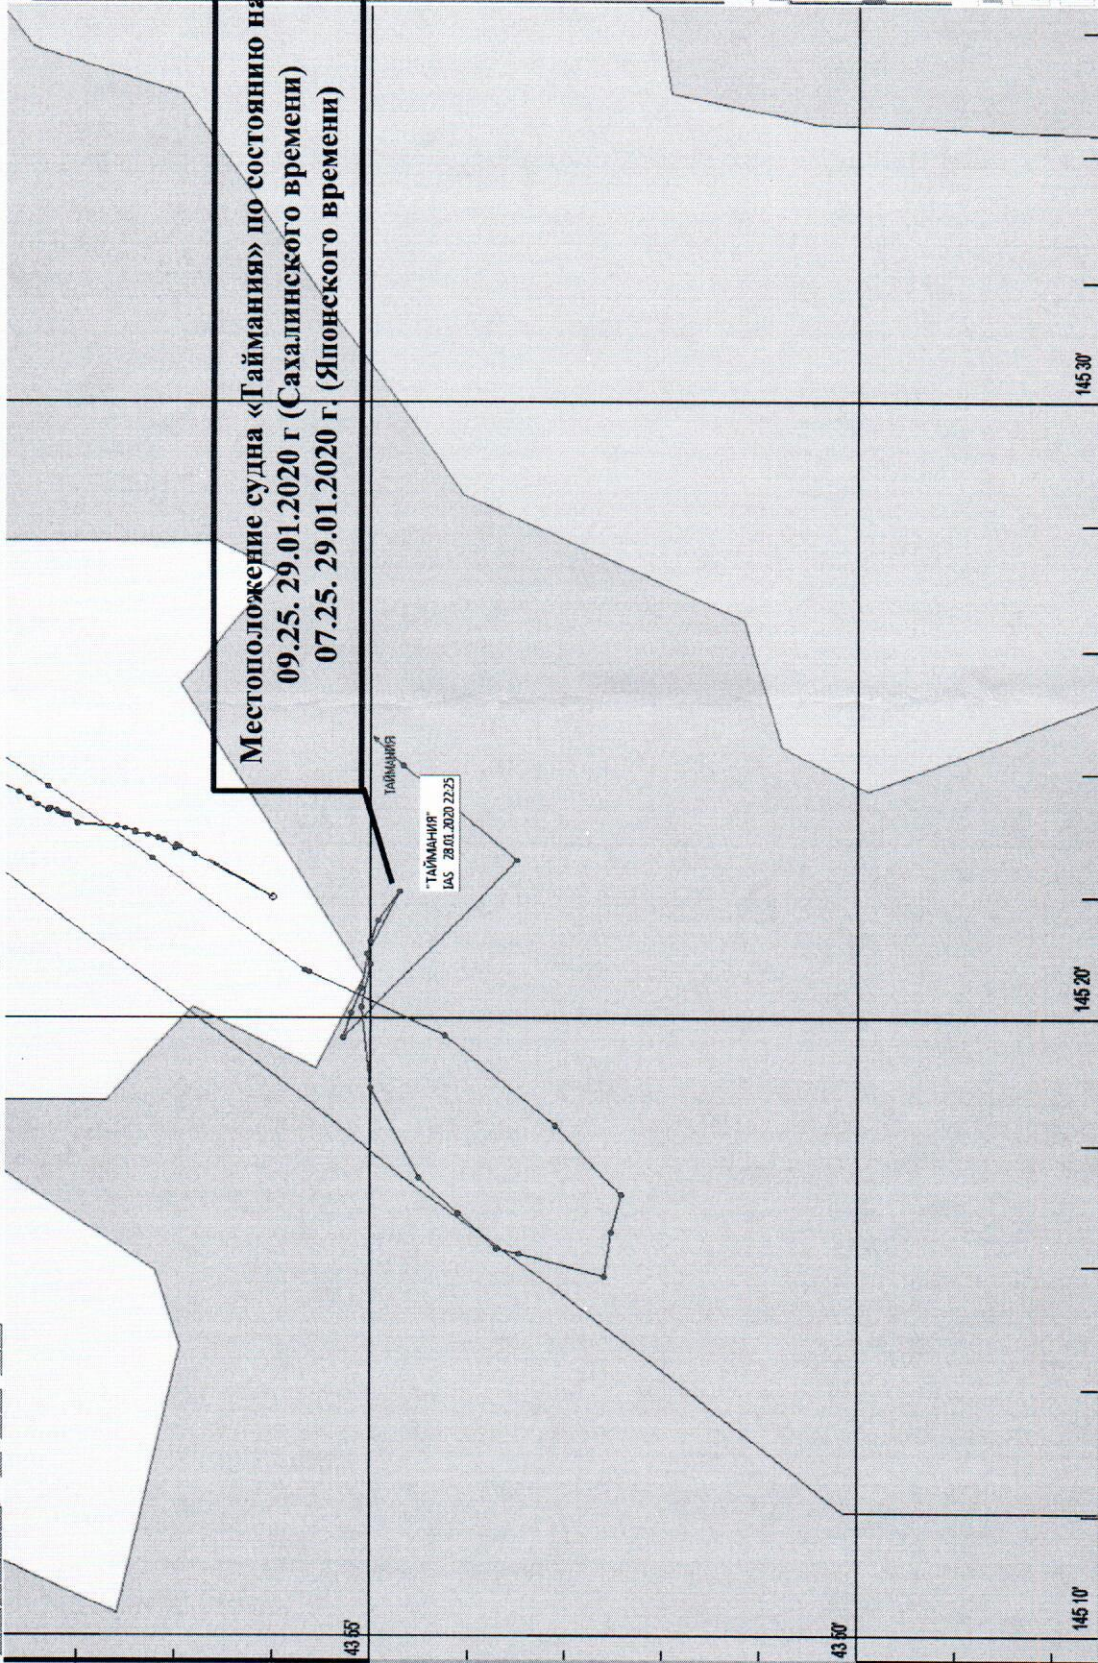 Местоположение судна «Таймания» по состоянию на
09.25. 29.01.2020 г (Сахалинского времени)
07.25. 29.01.2020 г. (Японского времени)
ТАЙМАНИЯ
"ТАЙМАНИЯ"
IAS 28.01.2020 22:25
43 55'
43 50'
145 10'
145 20'
145 30'